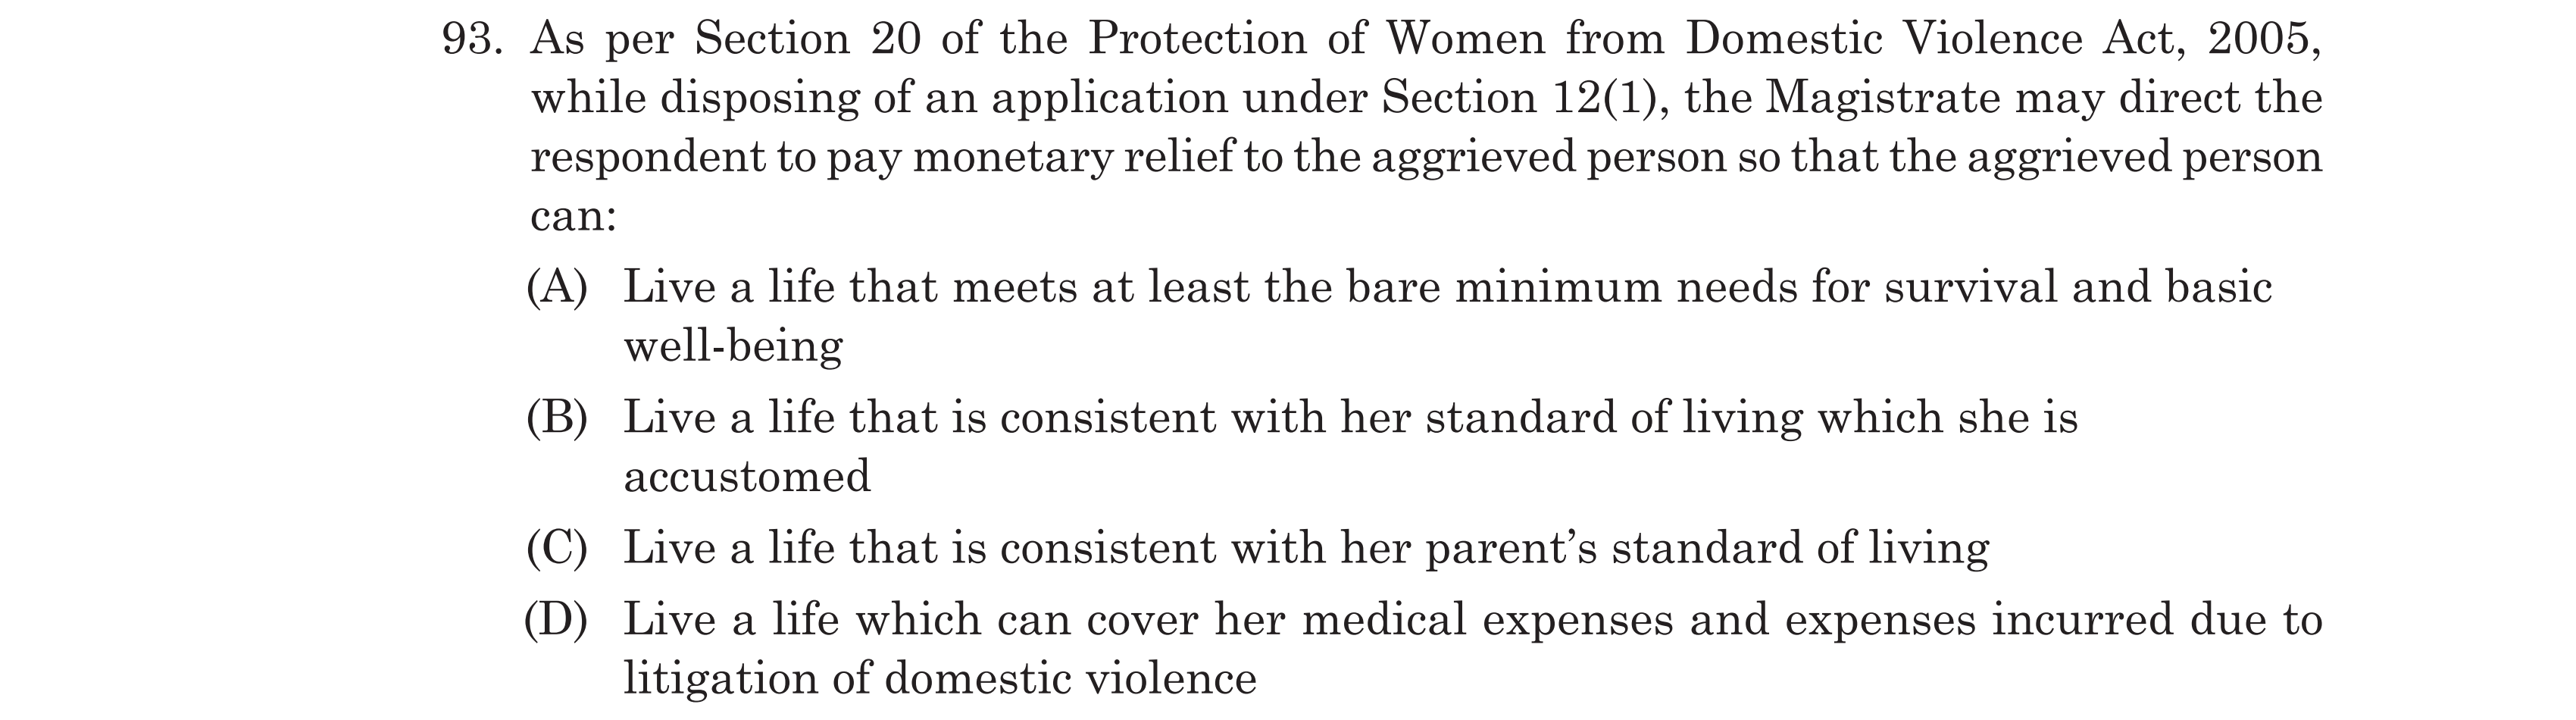 93. As per Section 20 of the Protection of Women from Domestic Violence Act, 2005,
while disposing of an application under Section 12(1), the Magistrate may direct the
respondent to pay monetary relief to the aggrieved person so that the aggrieved person
can:
(A) Live a life that meets at least the bare minimum needs for survival and basic
well-being
(B) Live a life that is consistent with her standard of living which she is
accustomed
(C) Live a life that is consistent with her parent’s standard of living
(D) Live a life which can cover her medical expenses and expenses incurred due to
litigation of domestic violence